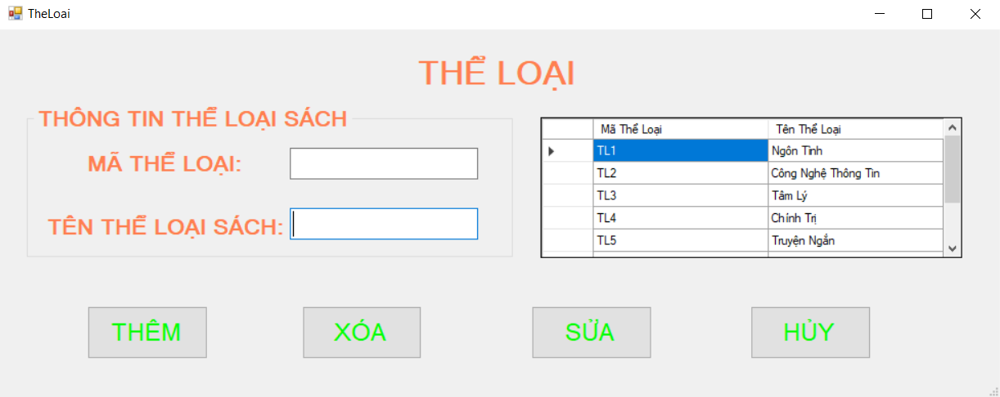 TheLoai
THỂ LOẠI
THÔNG TIN THỂ LOẠI SÁCH
MÃ THỂ LOẠI:
TÊN THỂ LOẠI SÁCH:
Mã Thể Loại Tên Thể Loại
TL1 Ngôn Tình
TL2 Công Nghệ Thông Tin
TL3 Tâm Lý
TL4 Chính Trị
TL5 Truyện Ngắn
THÊM XÓA SỬA HỦY